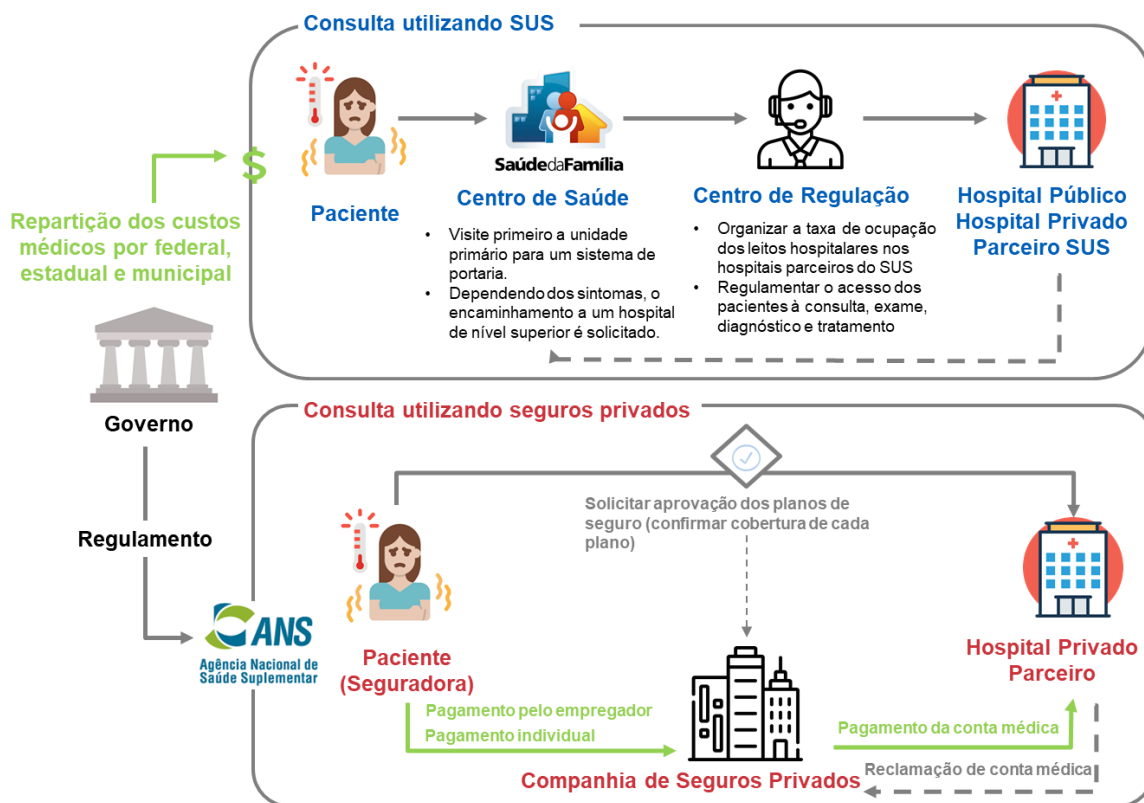 Consulta utilizando SUS
$
SaúdedaFamília
Paciente
Centro de Saúde
Centro de Regulação
Hospital Público
Hospital Privado
Parceiro SUS
Repartição dos custos
médicos por federal,
estadual e municipal
• Visite primeiro a unidade
primário para um sistema de
portaria.
• Dependendo dos sintomas, o
encaminhamento a um hospital
de nível superior é solicitado.
• Organizar a taxa de ocupação
dos leitos hospitalares nos
hospitais parceiros do SUS
• Regulamentar o acesso dos
pacientes à consulta, exame,
diagnóstico e tratamento
Governo
Regulamento
Consulta utilizando seguros privados
Solicitar aprovação dos planos de
seguro (confirmar cobertura de cada
plano)
ANS
Agência Nacional de
Saúde Suplementar
Paciente
(Seguradora)
Hospital Privado
Parceiro
Pagamento pelo empregador
Pagamento individual
Pagamento da conta médica
Companhia de Seguros Privados
Reclamação de conta médica